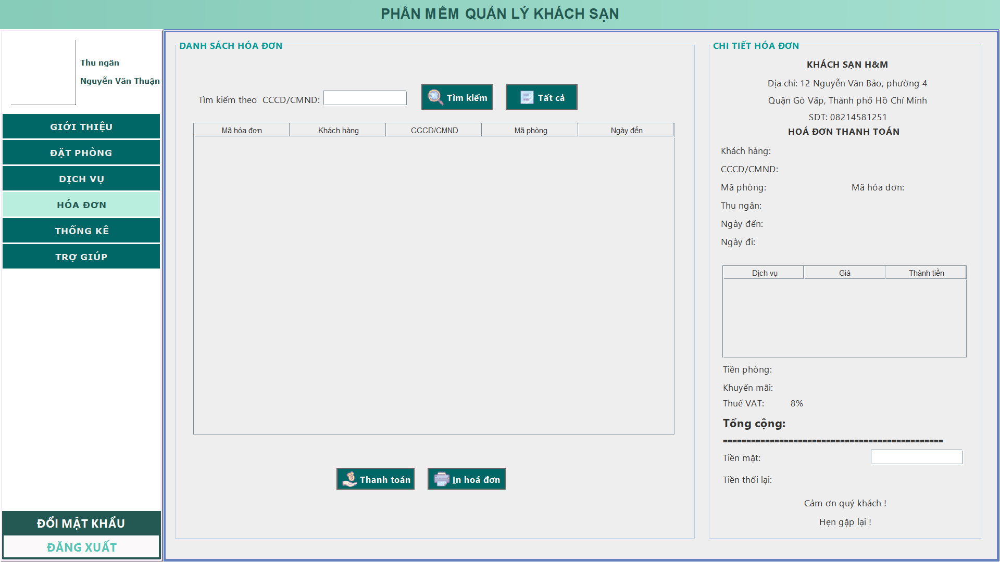 PHẦN MỀM QUẢN LÝ KHÁCH SẠN
Thu ngân
Nguyễn Văn Thuận
GIỚI THIỆU
ĐẶT PHÒNG
DỊCH VỤ
HÓA ĐƠN
THỐNG KÊ
TRỢ GIÚP
ĐỔI MẬT KHẨU
ĐĂNG XUẤT
DANH SÁCH HÓA ĐƠN
Tìm kiếm theo CCCD/CMND:
Tìm kiếm
Tất cả
Mã hóa đơn Khách hàng CCCD/CMND Mã phòng Ngày đến
Thanh toán
In hoá đơn
CHI TIẾT HÓA ĐƠN
KHÁCH SẠN H&M
Địa chỉ: 12 Nguyễn Văn Bảo, phường 4
Quận Gò Vấp, Thành phố Hồ Chí Minh
SDT: 08214581251
HOÁ ĐƠN THANH TOÁN
Khách hàng:
CCCD/CMND:
Mã phòng: Mã hóa đơn:
Thu ngân:
Ngày đến:
Ngày đi:
Dịch vụ Giá Thành tiền
Tiền phòng:
Khuyến mãi:
Thuế VAT: 8%
Tổng cộng:
===============================================
Tiền mặt:
Tiền thối lại:
Cảm ơn quý khách !
Hẹn gặp lại !